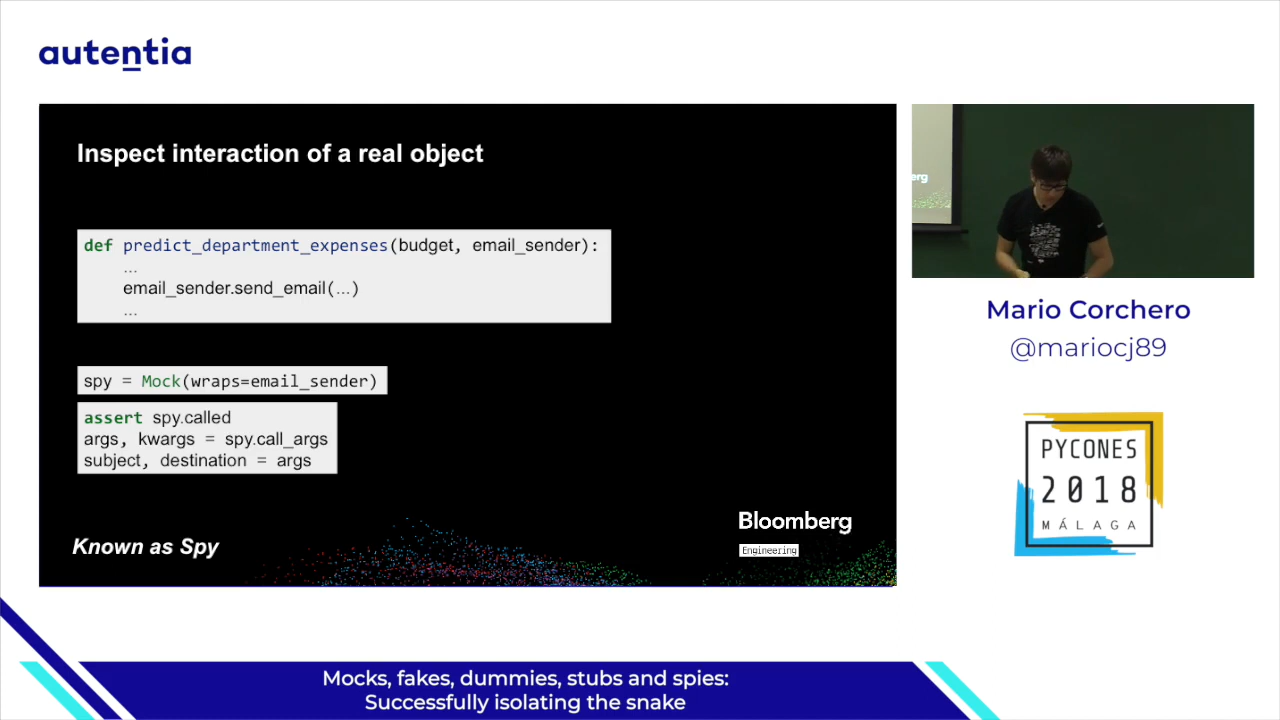 autentia
Inspect interaction of a real object
def predict_department_expenses(budget, email_sender):
...
email_sender.send_email(...)
...
spy = Mock(wraps=email_sender)
assert spy.called
args, kwargs = spy.call_args
subject, destination = args
Known as Spy
Bloomberg
Engineering
erg
Mario Corchero
@mariocj89
PYCONES
2018
MÁLAGA
Mocks, fakes, dummies, stubs and spies:
Successfully isolating the snake